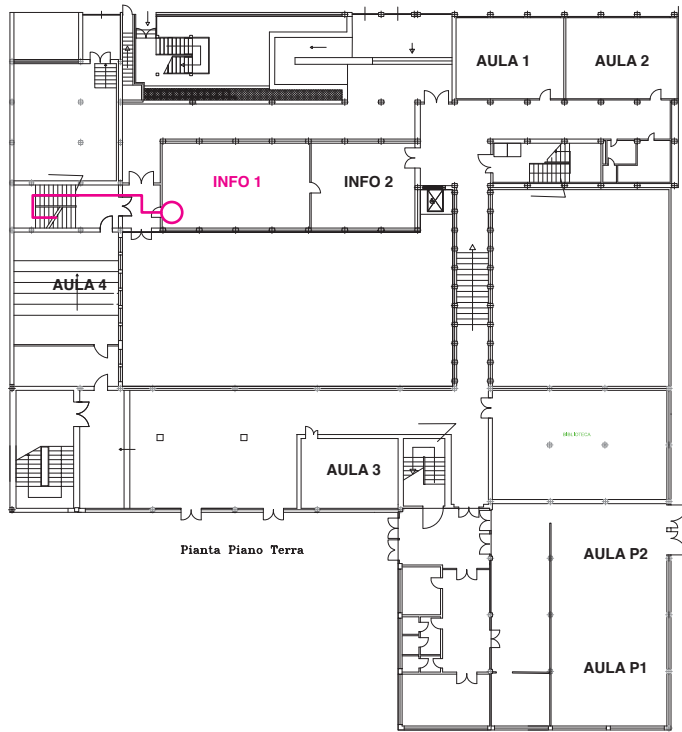 AULA 1
AULA 2
INFO 1
INFO 2
AULA 4
BIBLIOTECA
AULA 3
Pianta Piano Terra
AULA P2
AULA P1